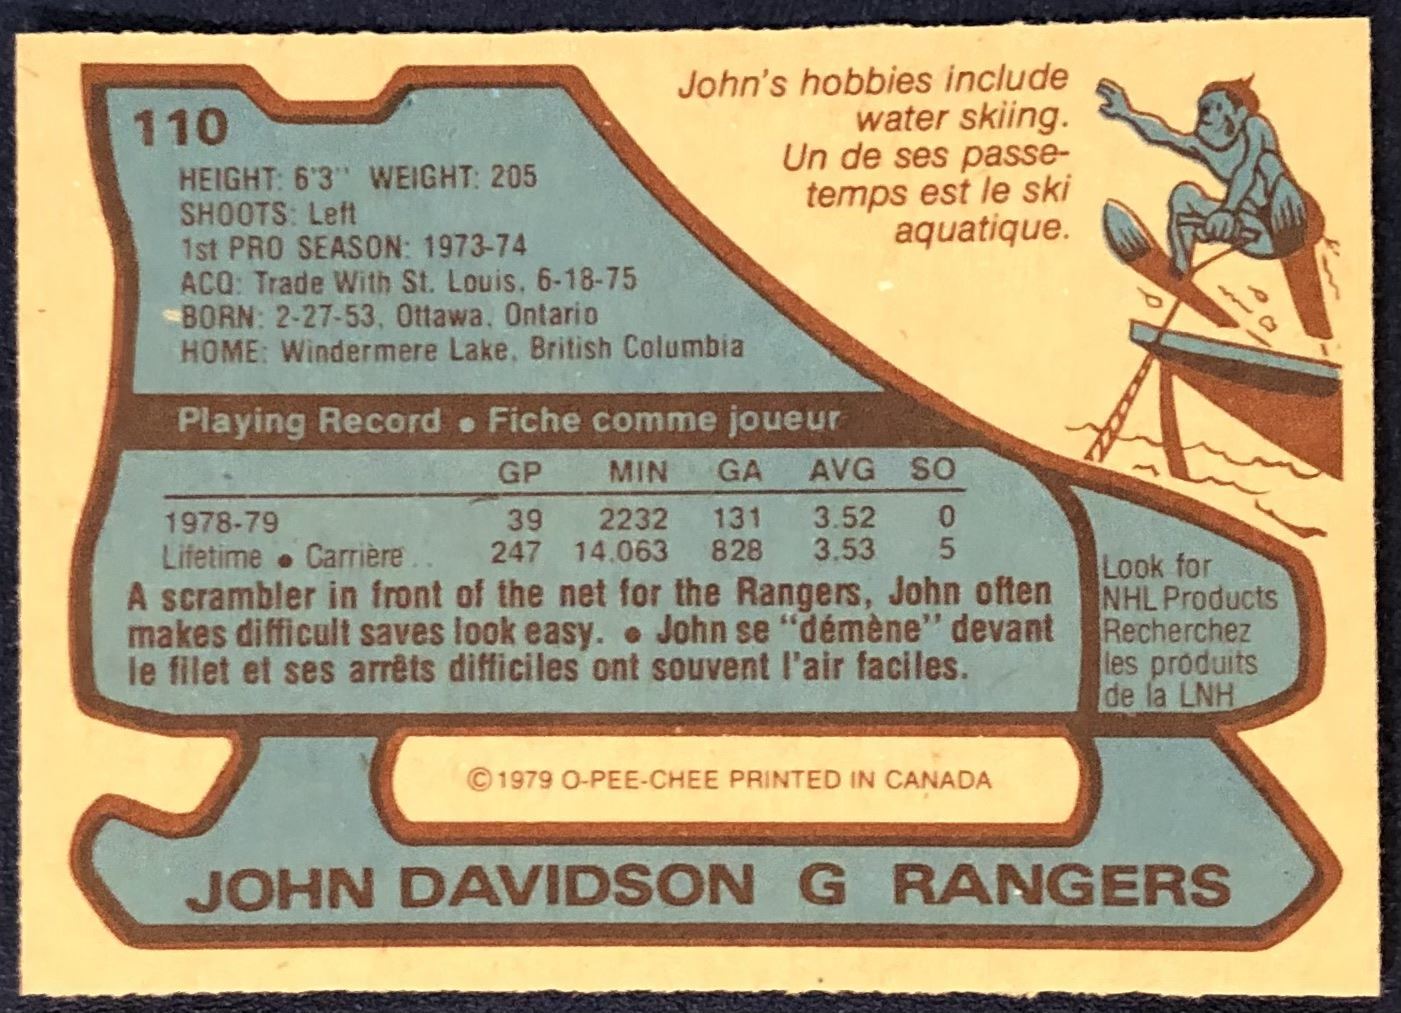 110
HEIGHT: 6'3" WEIGHT: 205
SHOOTS: Left
1st PRO SEASON: 1973-74
ACQ: Trade With St. Louis, 6-18-75
BORN: 2-27-53, Ottawa, Ontario
HOME: Windermere Lake, British Columbia
John's hobbies include
water skiing.
Un de ses passe-
temps est le ski
aquatique.
Playing Record • Fiche comme joueur
GP MIN GA AVG SO
1978-79 39 2232 131 3.52 0
Lifetime • Carrière .. 247 14.063 828 3.53 5
A scrambler in front of the net for the Rangers, John often
makes difficult saves look easy. • John se "démène" devant
le filet et ses arrêts difficiles ont souvent l'air faciles.
Look for
NHL Products
Recherchez
les produits
de la LNH
©1979 O-PEE-CHEE PRINTED IN CANADA
JOHN DAVIDSON G RANGERS